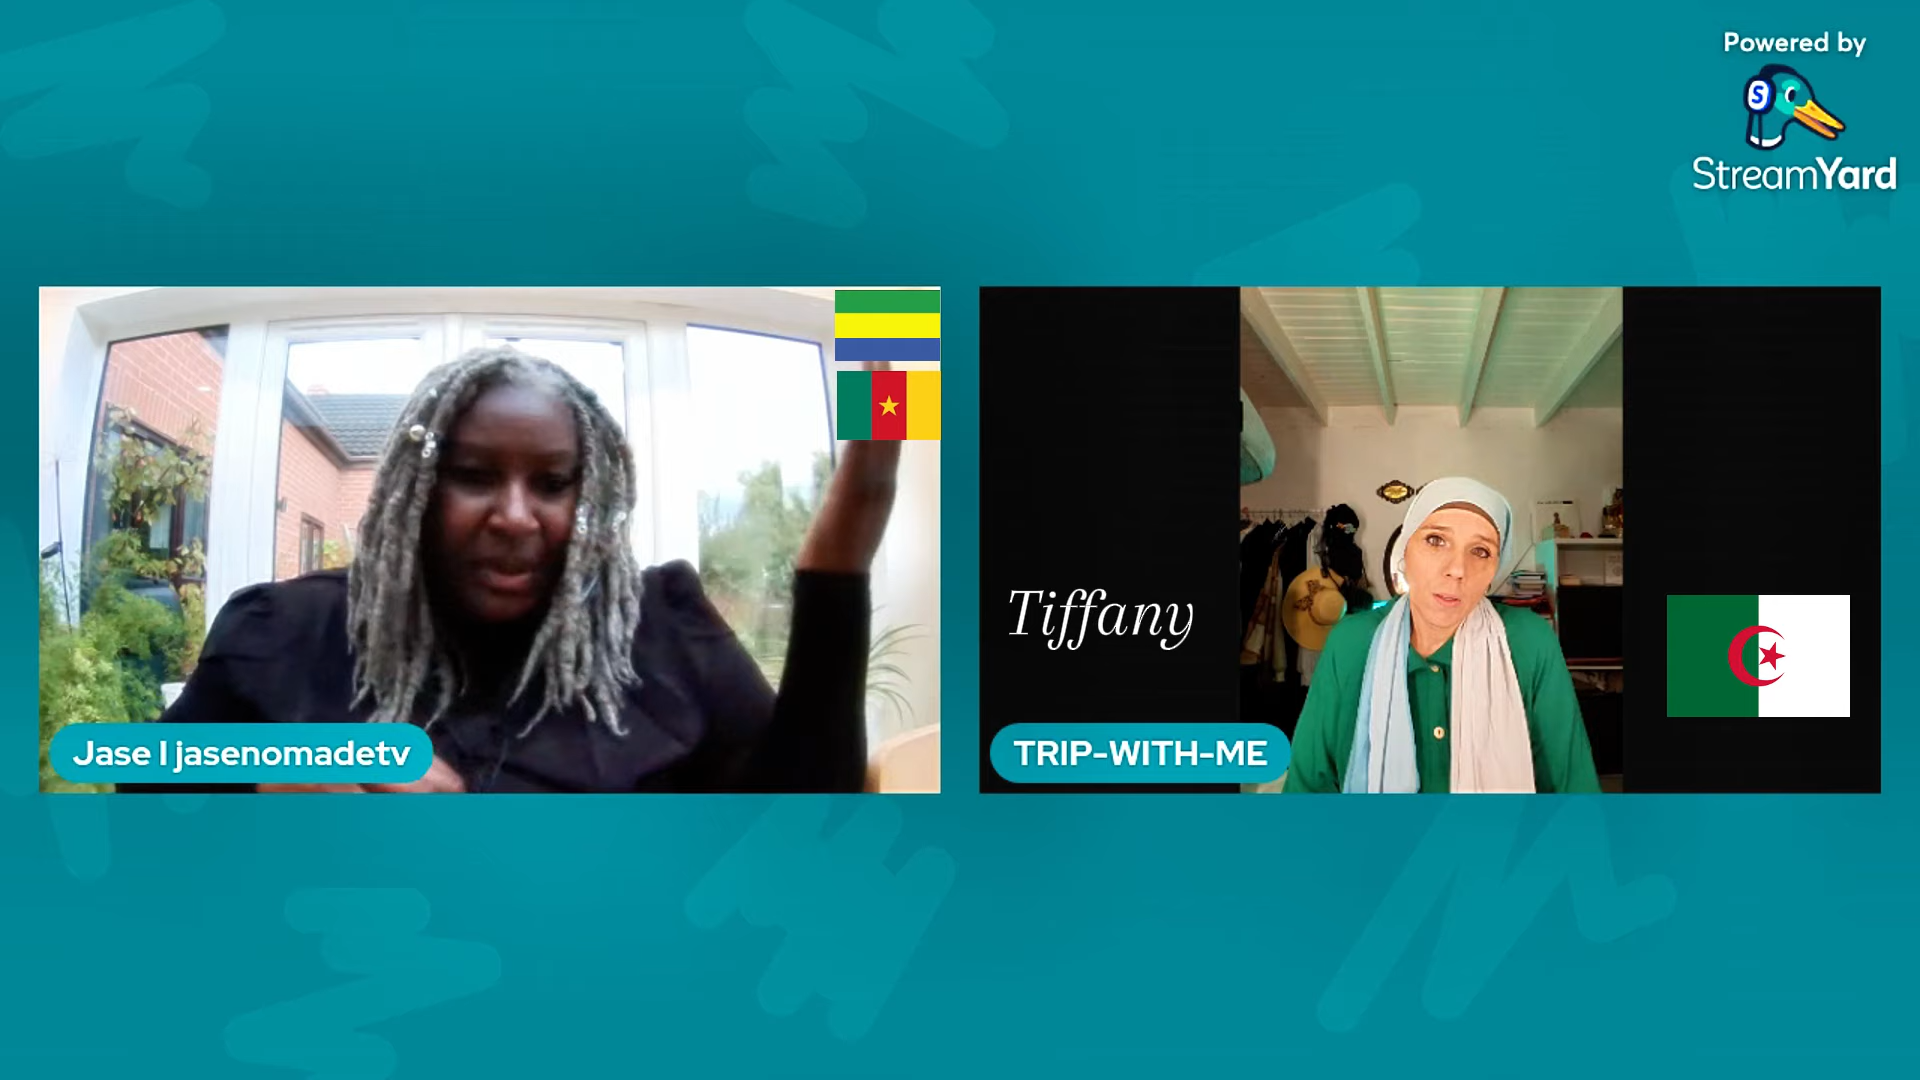 Powered by
S
StreamYard
Tiffany
Jase I jasenomadetv
TRIP-WITH-ME